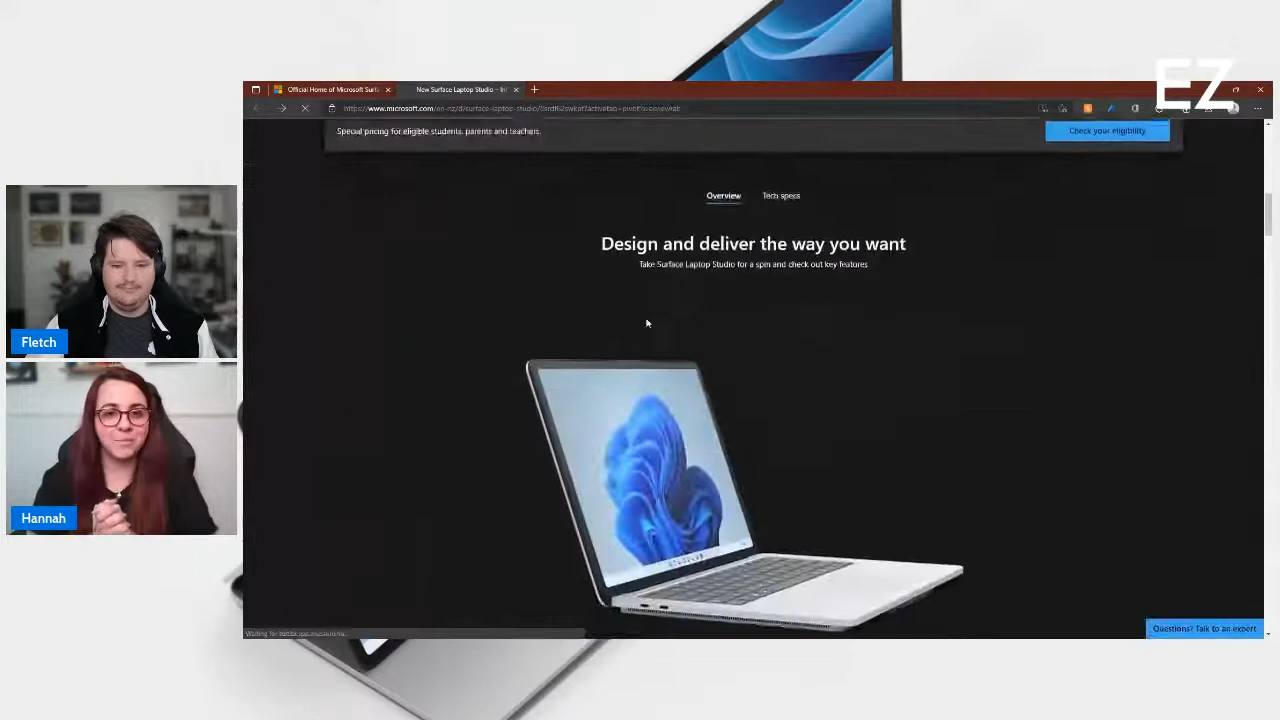 EZ
Official Home of Microsoft Surf
New Surface Laptop Studio – In
Special pricing for eligible students, parents and teachers.
Check your eligibility
Overview
Tech specs
Design and deliver the way you want
Take Surface Laptop Studio for a spin and check out key features
Fletch
Hannah
Questions? Talk to an expert